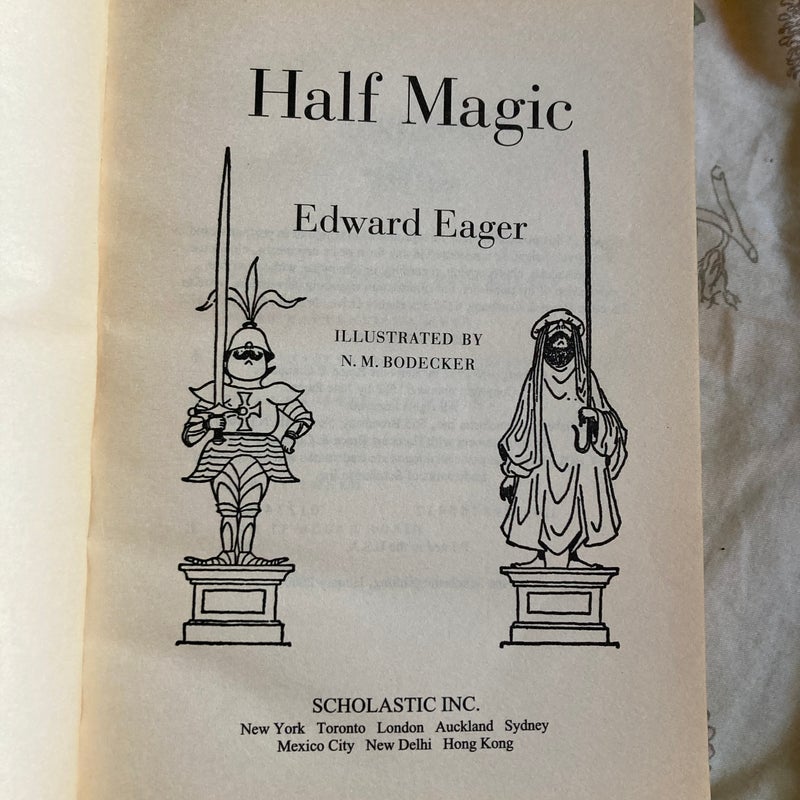 Half Magic
Edward Eager
ILLUSTRATED BY
N. M. BODECKER
SCHOLASTIC INC.
New York Toronto London Auckland Sydney
Mexico City New Delhi Hong Kong